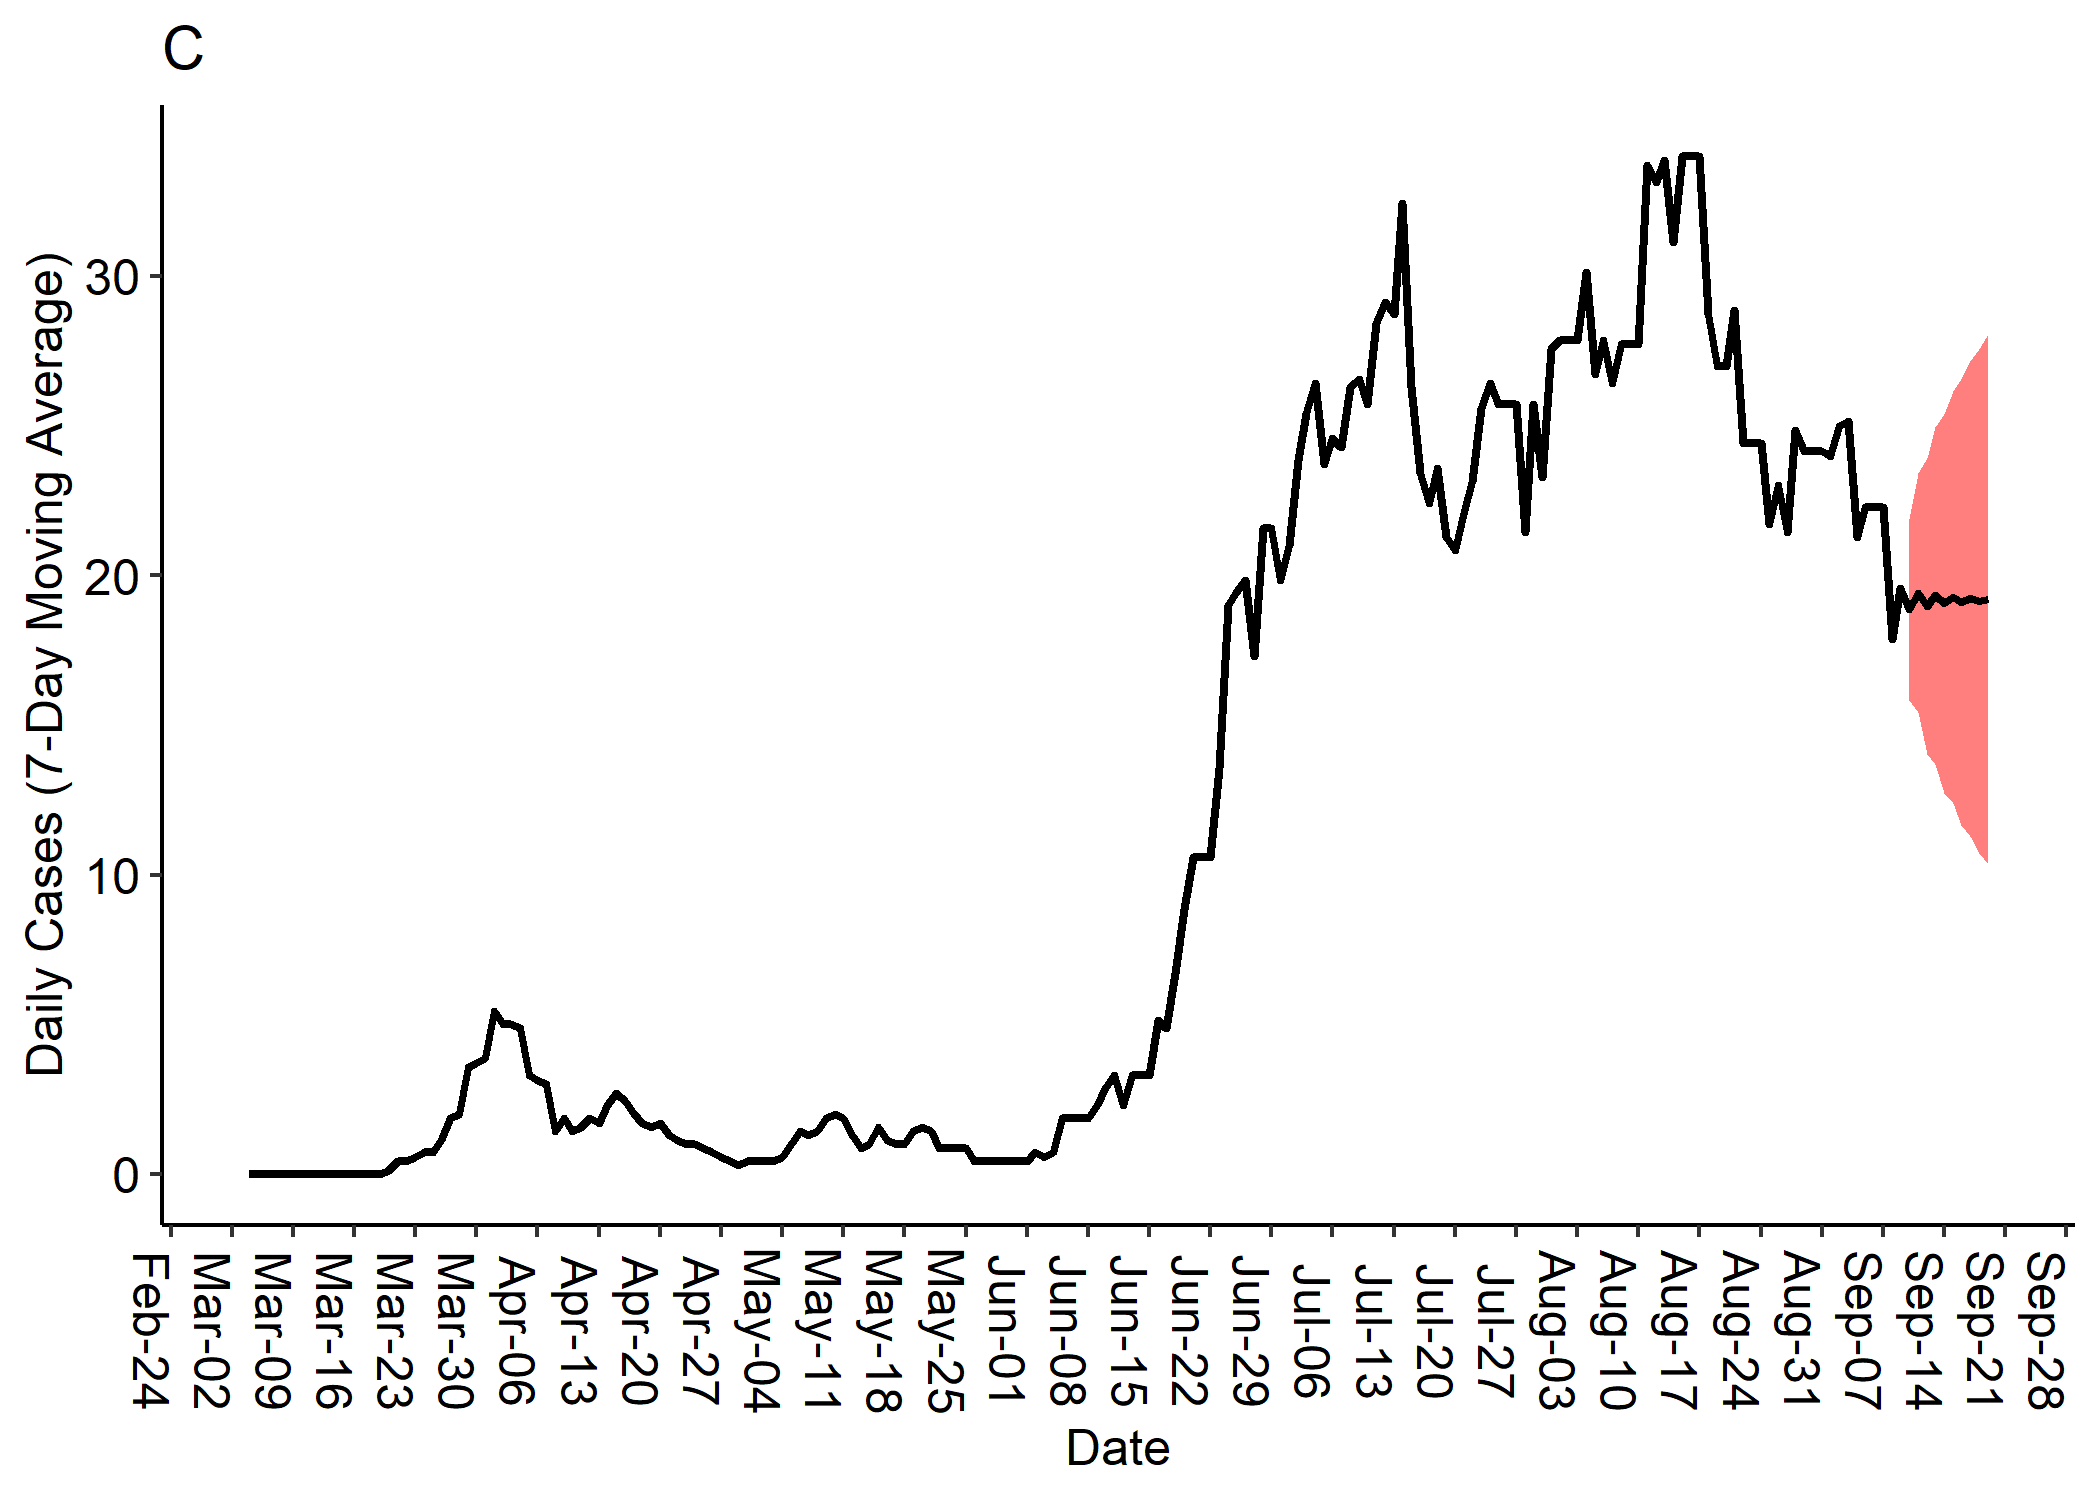 C
Daily Cases (7-Day Moving Average)
30
20
10
0
Feb-24
Mar-02
Mar-09
Mar-16
Mar-23
Mar-30
Apr-06
Apr-13
Apr-20
Apr-27
May-04
May-11
May-18
May-25
Jun-01
Jun-08
Jun-15
Jun-22
Jun-29
Jul-06
Jul-13
Jul-20
Jul-27
Aug-03
Aug-10
Aug-17
Aug-24
Aug-31
Sep-07
Sep-14
Sep-21
Sep-28
Date